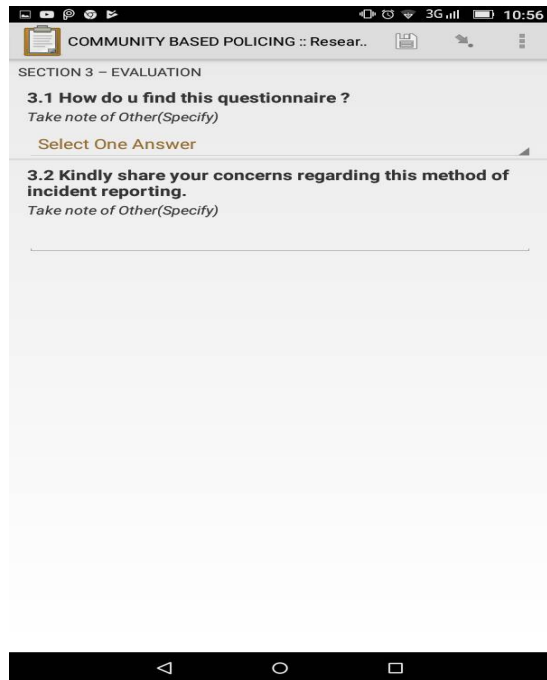 3G 10:56
COMMUNITY BASED POLICING :: Resear..
SECTION 3 – EVALUATION
3.1 How do u find this questionnaire ?
Take note of Other(Specify)
Select One Answer
3.2 Kindly share your concerns regarding this method of
incident reporting.
Take note of Other(Specify)